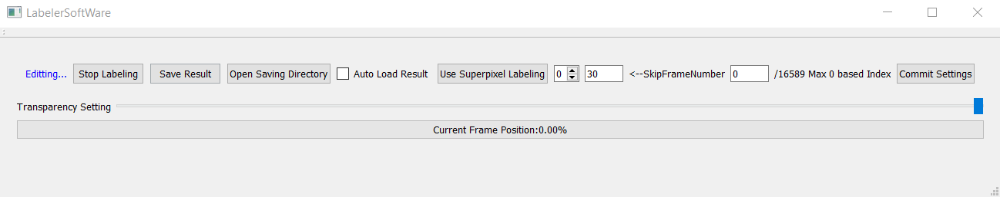 LabelerSoftWare
Editting... Stop Labeling Save Result Open Saving Directory Auto Load Result Use Superpixel Labeling 0 30 <--SkipFrameNumber 0 /16589 Max 0 based Index Commit Settings
Transparency Setting
Current Frame Position:0.00%